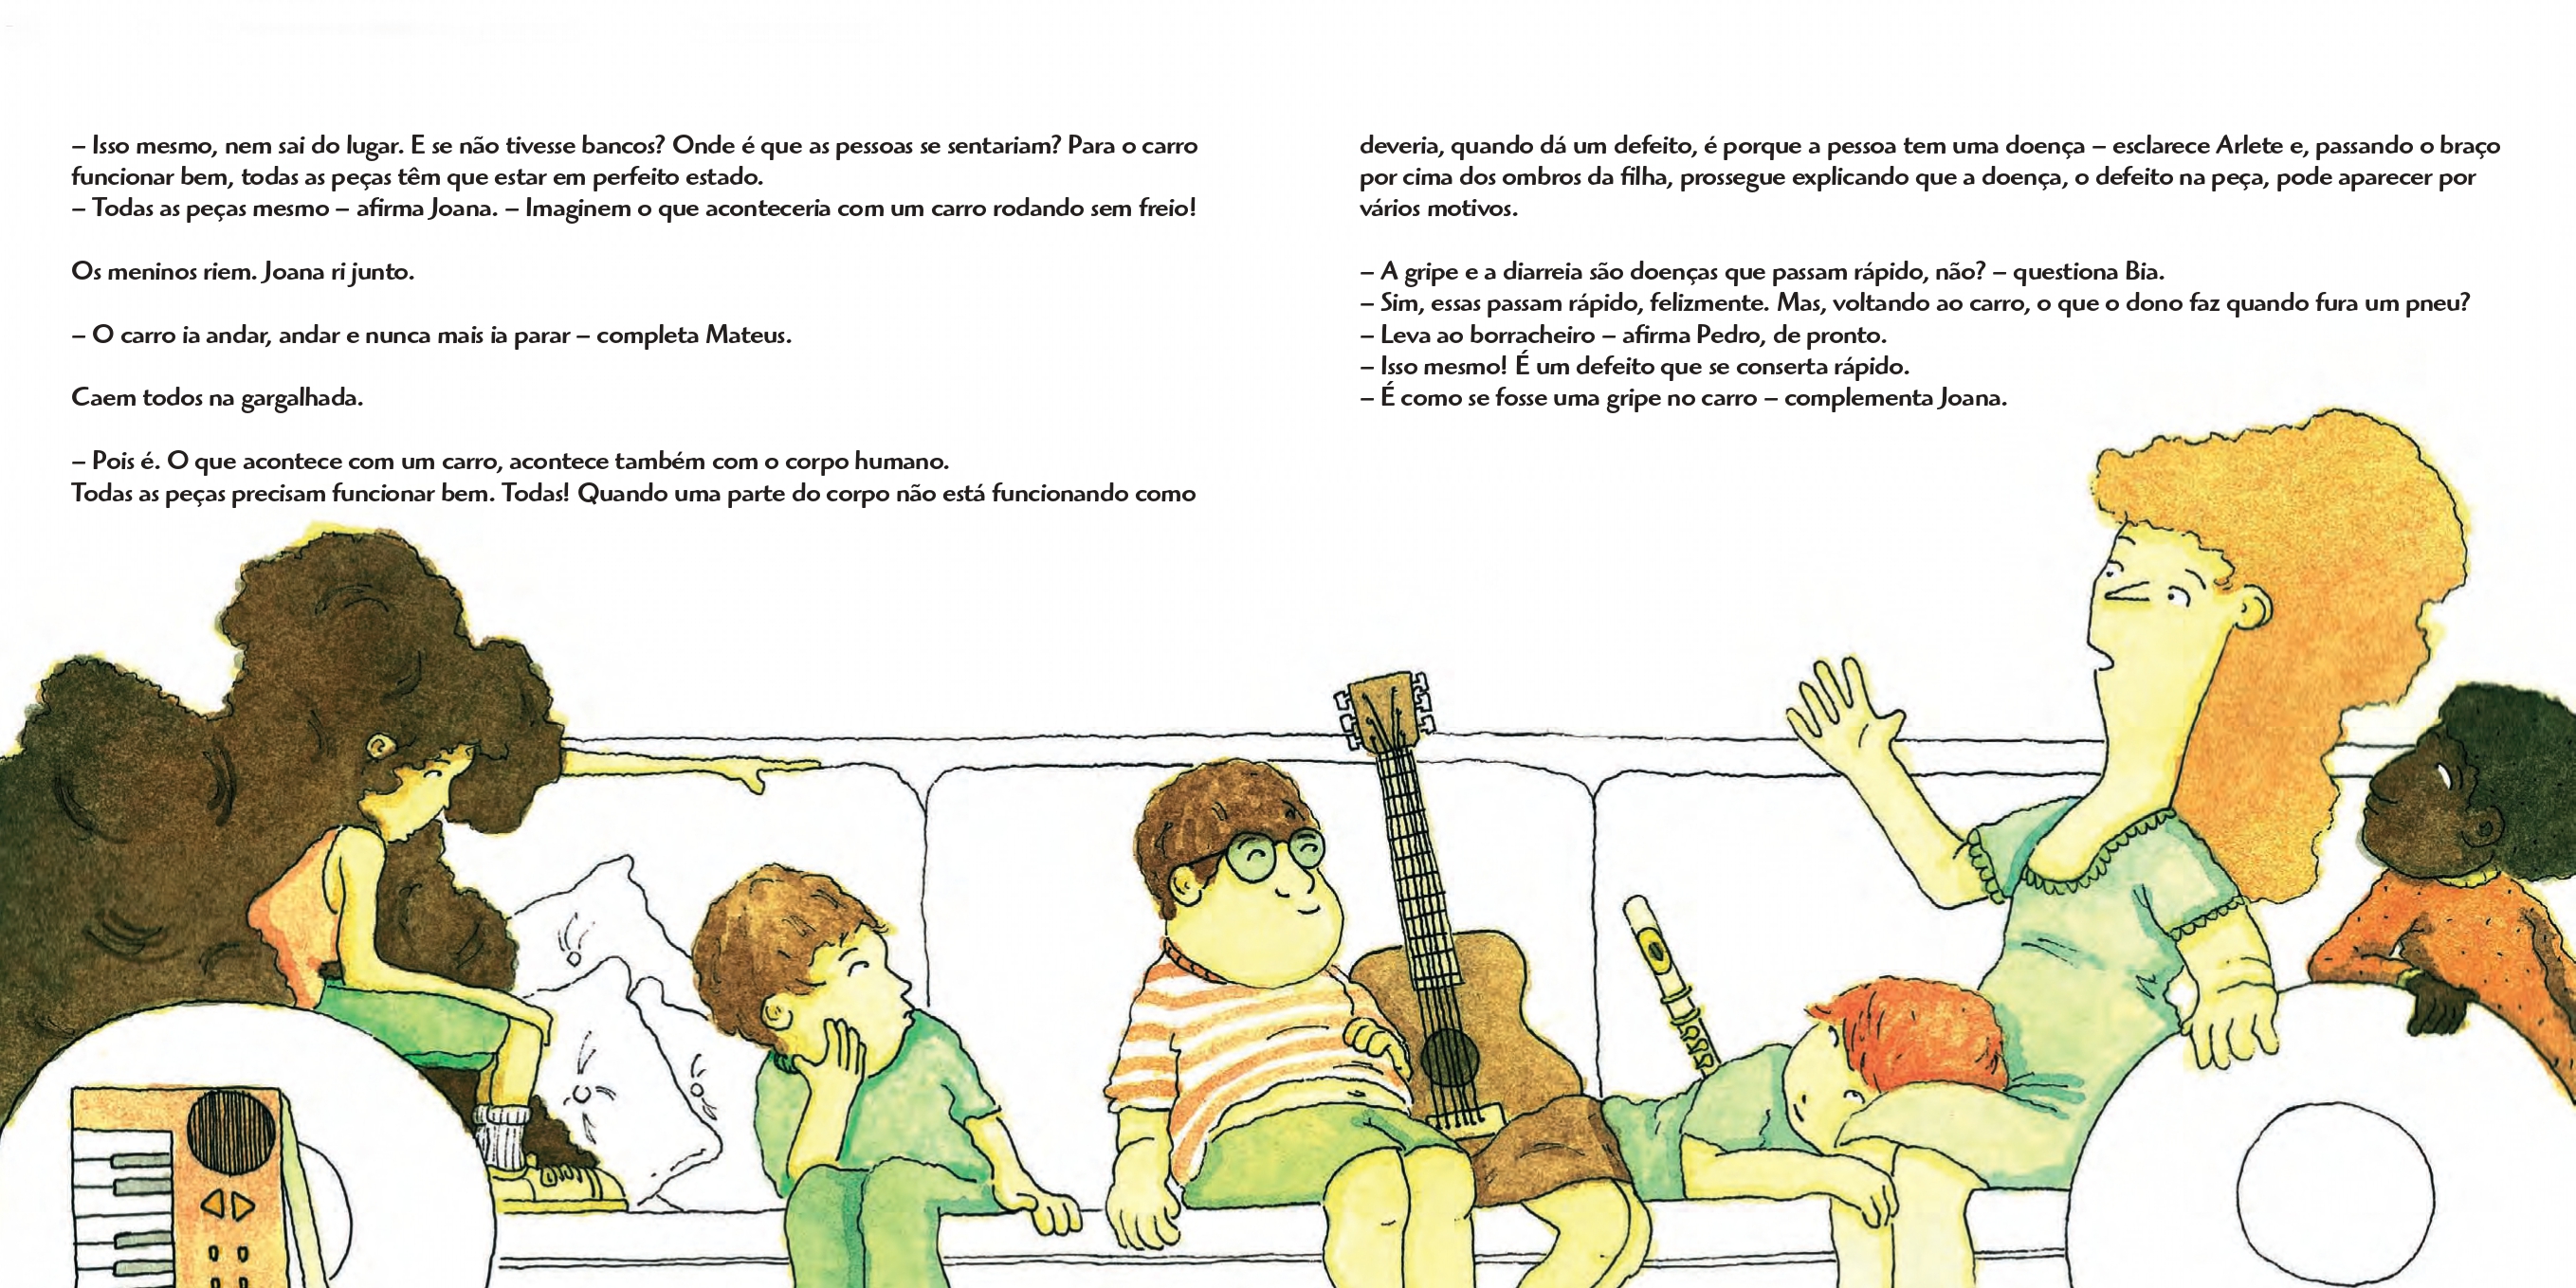 – Isso mesmo, nem sai do lugar. E se não tivesse bancos? Onde é que as pessoas se sentariam? Para o carro
funcionar bem, todas as peças têm que estar em perfeito estado.
– Todas as peças mesmo – afirma Joana. – Imaginem o que aconteceria com um carro rodando sem freio!
Os meninos riem. Joana ri junto.
– O carro ia andar, andar e nunca mais ia parar – completa Mateus.
Caem todos na gargalhada.
– Pois é. O que acontece com um carro, acontece também com o corpo humano.
Todas as peças precisam funcionar bem. Todas! Quando uma parte do corpo não está funcionando como
deveria, quando dá um defeito, é porque a pessoa tem uma doença – esclarece Arlete e, passando o braço
por cima dos ombros da filha, prossegue explicando que a doença, o defeito na peça, pode aparecer por
vários motivos.
– A gripe e a diarreia são doenças que passam rápido, não? – questiona Bia.
– Sim, essas passam rápido, felizmente. Mas, voltando ao carro, o que o dono faz quando fura um pneu?
– Leva ao borracheiro – afirma Pedro, de pronto.
– Isso mesmo! É um defeito que se conserta rápido.
– É como se fosse uma gripe no carro – complementa Joana.